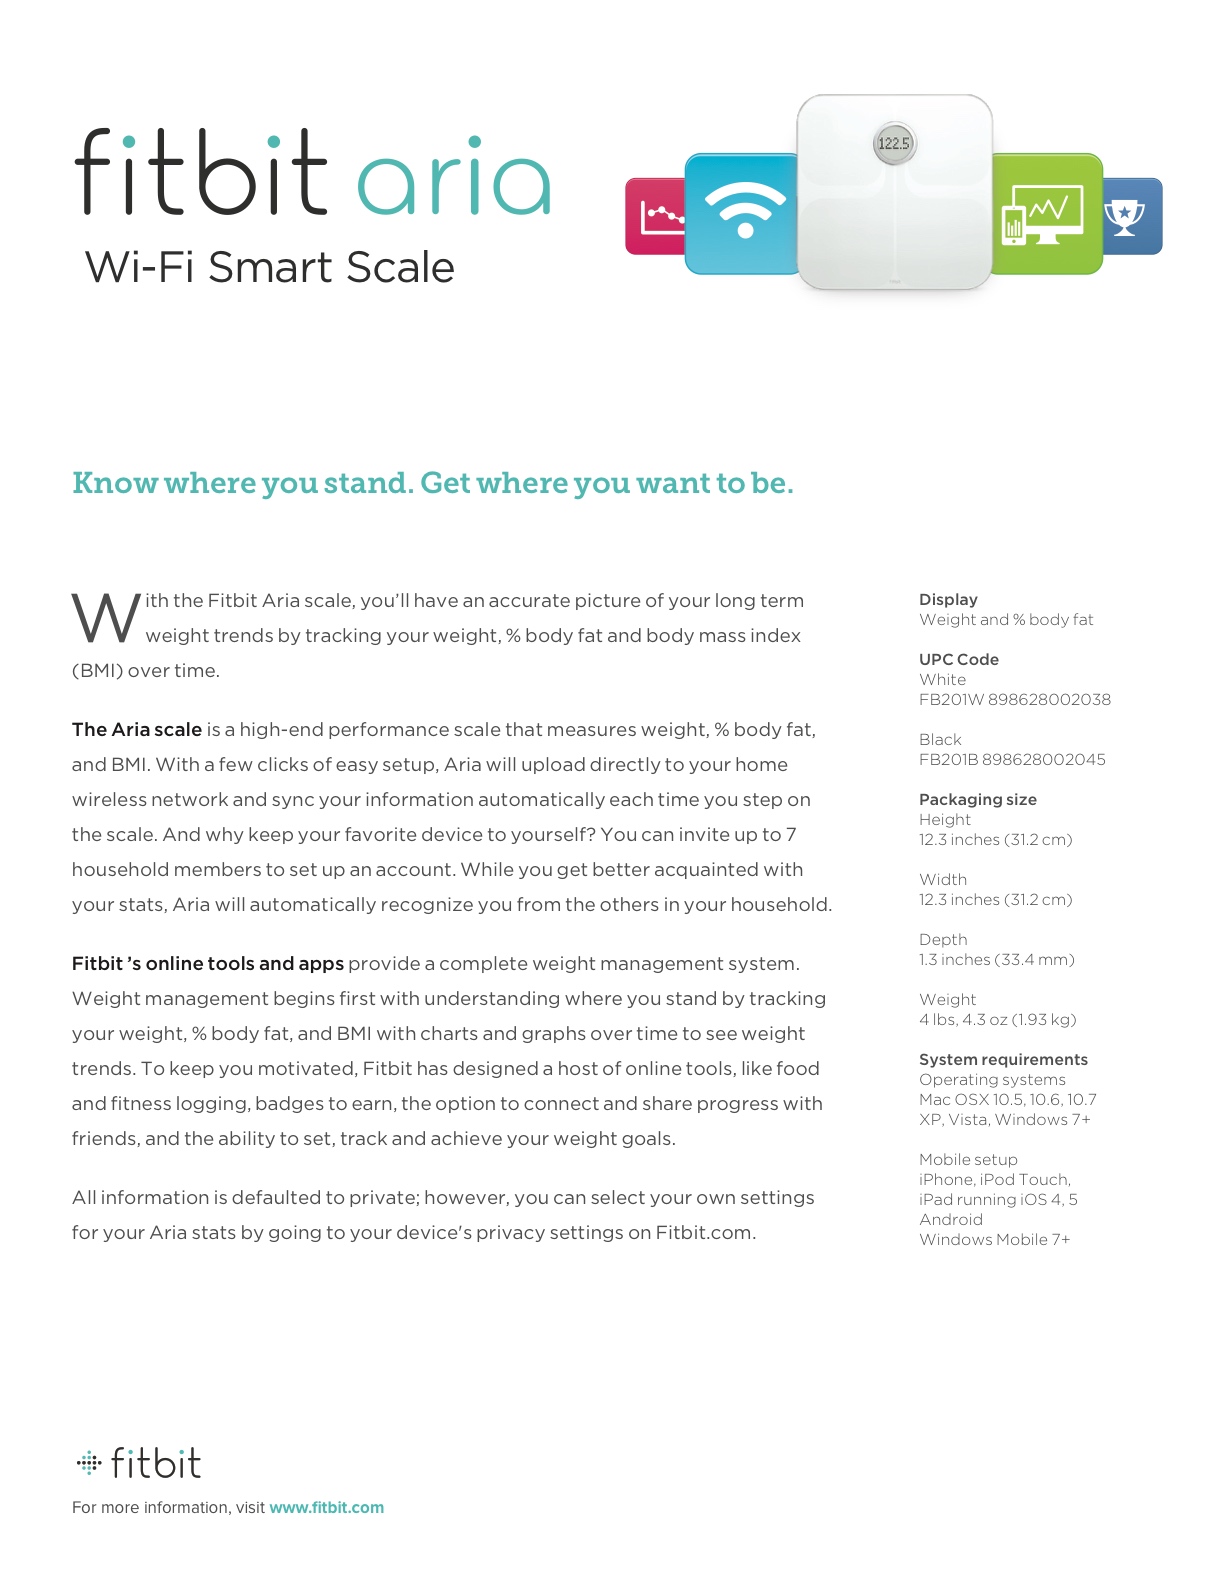 fitbit aria
Wi-Fi Smart Scale
122.5
Know where you stand. Get where you want to be.
With the Fitbit Aria scale, you’ll have an accurate picture of your long term
weight trends by tracking your weight, % body fat and body mass index
(BMI) over time.
The Aria scale is a high-end performance scale that measures weight, % body fat,
and BMI. With a few clicks of easy setup, Aria will upload directly to your home
wireless network and sync your information automatically each time you step on
the scale. And why keep your favorite device to yourself? You can invite up to 7
household members to set up an account. While you get better acquainted with
your stats, Aria will automatically recognize you from the others in your household.
Fitbit ’s online tools and apps provide a complete weight management system.
Weight management begins first with understanding where you stand by tracking
your weight, % body fat, and BMI with charts and graphs over time to see weight
trends. To keep you motivated, Fitbit has designed a host of online tools, like food
and fitness logging, badges to earn, the option to connect and share progress with
friends, and the ability to set, track and achieve your weight goals.
All information is defaulted to private; however, you can select your own settings
for your Aria stats by going to your device's privacy settings on Fitbit.com.
Display
Weight and % body fat
UPC Code
White
FB201W 898628002038
Black
FB201B 898628002045
Packaging size
Height
12.3 inches (31.2 cm)
Width
12.3 inches (31.2 cm)
Depth
1.3 inches (33.4 mm)
Weight
4 lbs, 4.3 oz (1.93 kg)
System requirements
Operating systems
Mac OSX 10.5, 10.6, 10.7
XP, Vista, Windows 7+
Mobile setup
iPhone, iPod Touch,
iPad running iOS 4, 5
Android
Windows Mobile 7+
fitbit
For more information, visit www.fitbit.com